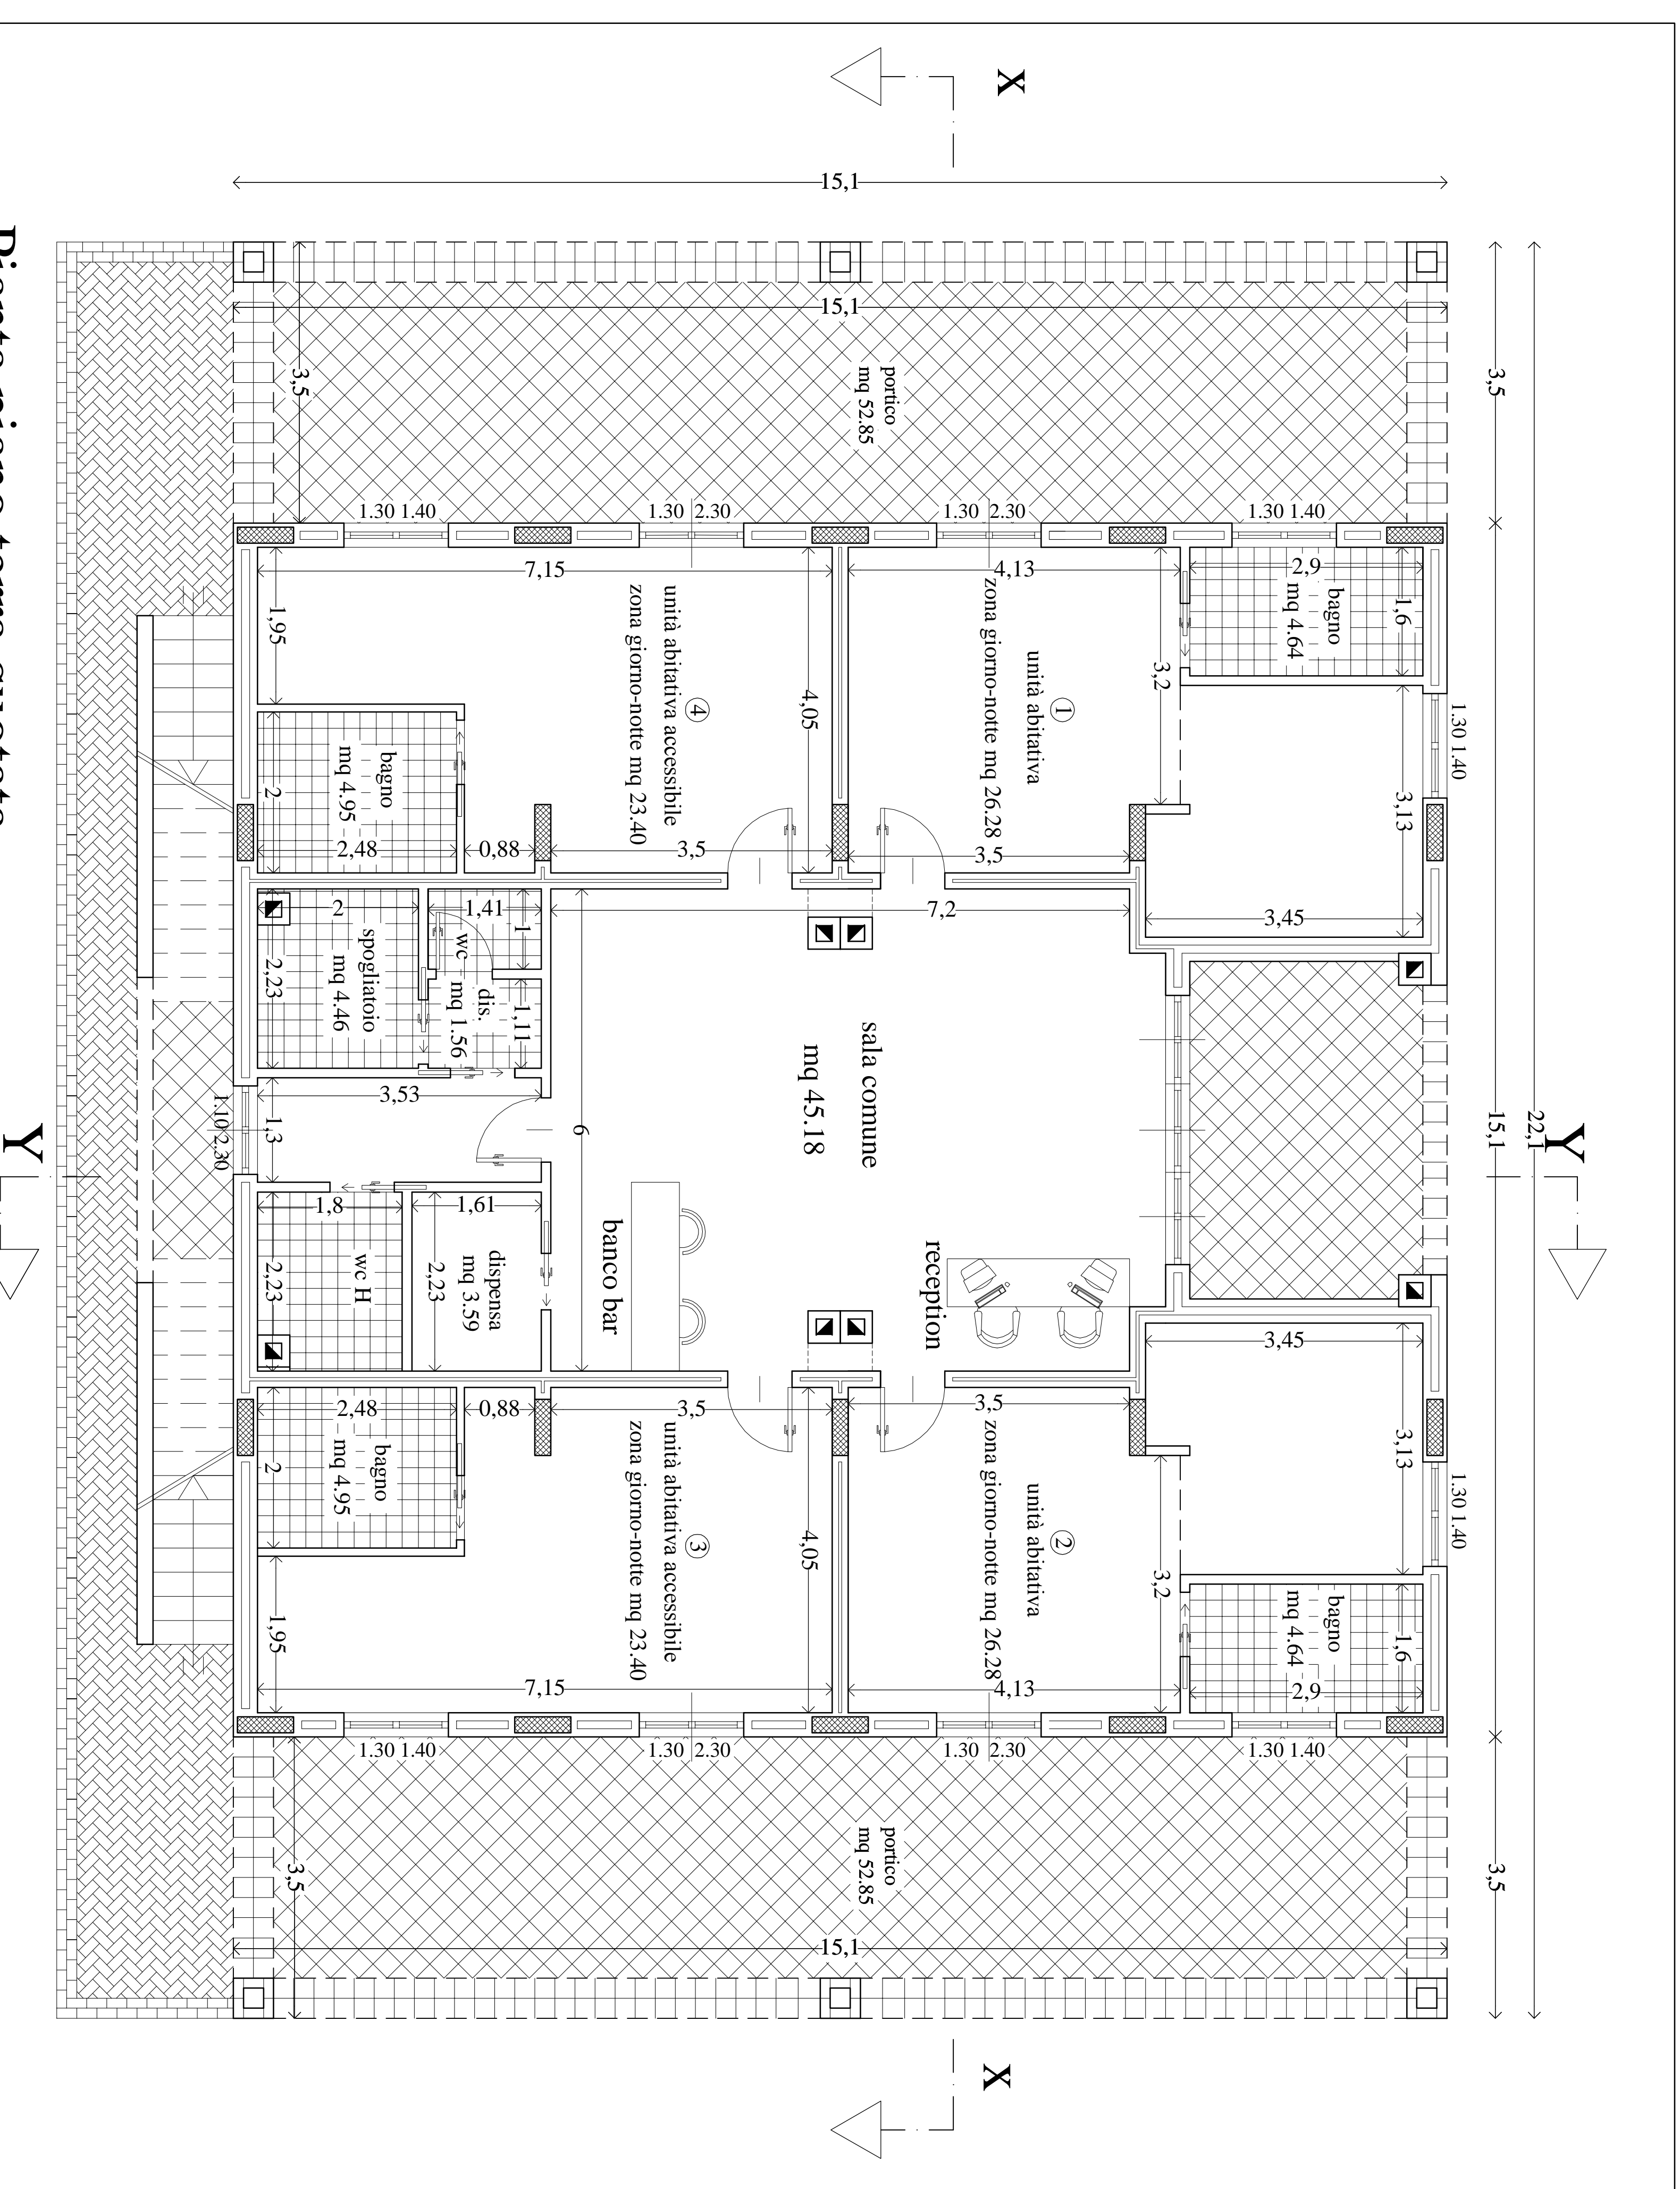 X
X
Y
Y
22,1
3,5
15,1
3,5
15,1
15,1
15,1
3,5
3,5
portico
mq 52.85
portico
mq 52.85
1.30 1.40
1.30 2.30
1.30 2.30
1.30 1.40
1.30 1.40
1.30 1.40
1.30 1.40
1.30 2.30
1.30 2.30
1.30 1.40
1.10 2,30
bagno
mq 4.64
2,9
1,6
3,13
3,45
1
unità abitativa
zona giorno-notte mq 26.28
4,13
3,2
3,5
bagno
mq 4.64
2,9
1,6
3,13
3,45
2
unità abitativa
zona giorno-notte mq 26.28
4,13
3,2
3,5
4
unità abitativa accessibile
zona giorno-notte mq 23.40
7,15
4,05
3,5
1,95
bagno
mq 4.95
2
2,48
0,88
3
unità abitativa accessibile
zona giorno-notte mq 23.40
7,15
4,05
3,5
1,95
bagno
mq 4.95
2
2,48
0,88
sala comune
mq 45.18
7,2
6
reception
banco bar
wc
1,41
1
dis.
mq 1.56
1,11
spogliatoio
mq 4.46
2
2,23
3,53
1,3
dispensa
mq 3.59
1,61
2,23
wc H
1,8
2,23
Pianta piano terra quotata